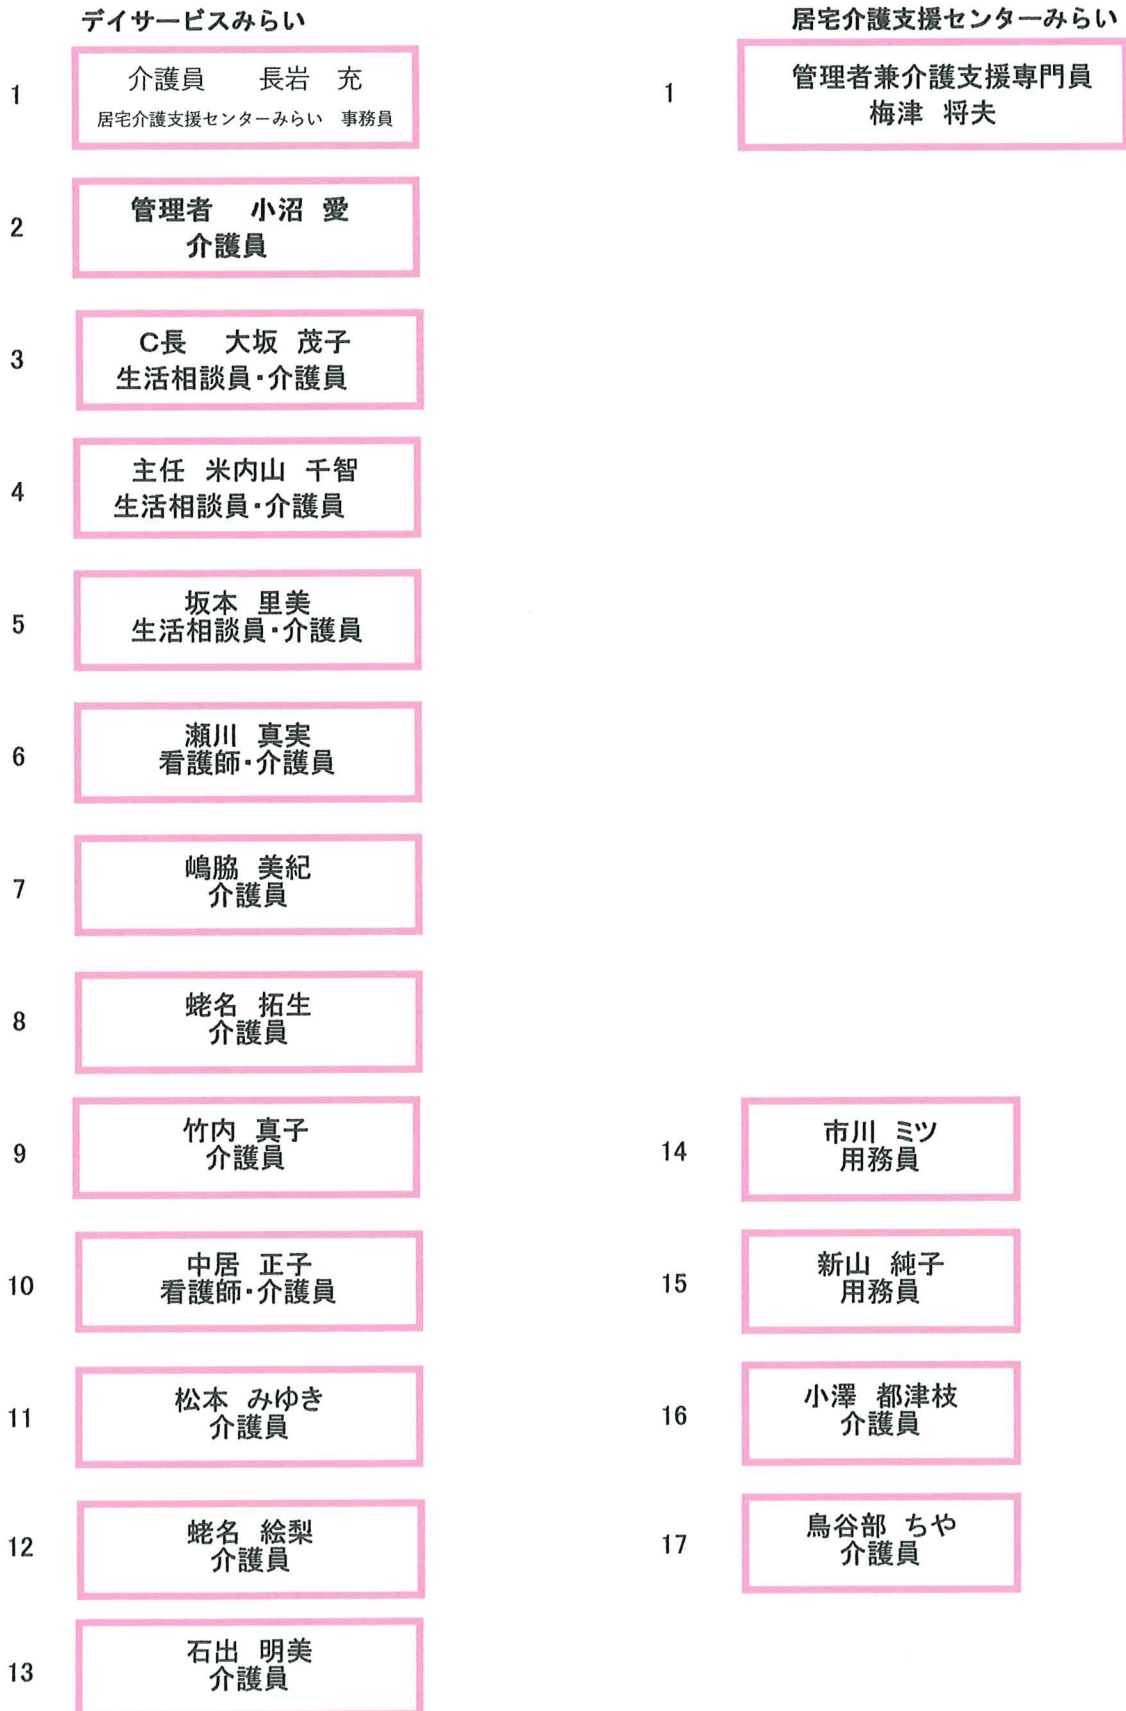 デイサービスみらい
1
介護員 長岩 充
居宅介護支援センターみらい 事務員
2
管理者 小沼 愛
介護員
3
C長 大坂 茂子
生活相談員・介護員
4
主任 米内山 千智
生活相談員・介護員
5
坂本 里美
生活相談員・介護員
6
瀬川 真実
看護師・介護員
7
嶋脇 美紀
介護員
8
蛯名 拓生
介護員
9
竹内 真子
介護員
10
中居 正子
看護師・介護員
11
松本 みゆき
介護員
12
蛯名 絵梨
介護員
13
石出 明美
介護員
居宅介護支援センターみらい
1
管理者兼介護支援専門員
梅津 将夫
14
市川 ミツ
用務員
15
新山 純子
用務員
16
小澤 都津枝
介護員
17
鳥谷部 ちや
介護員